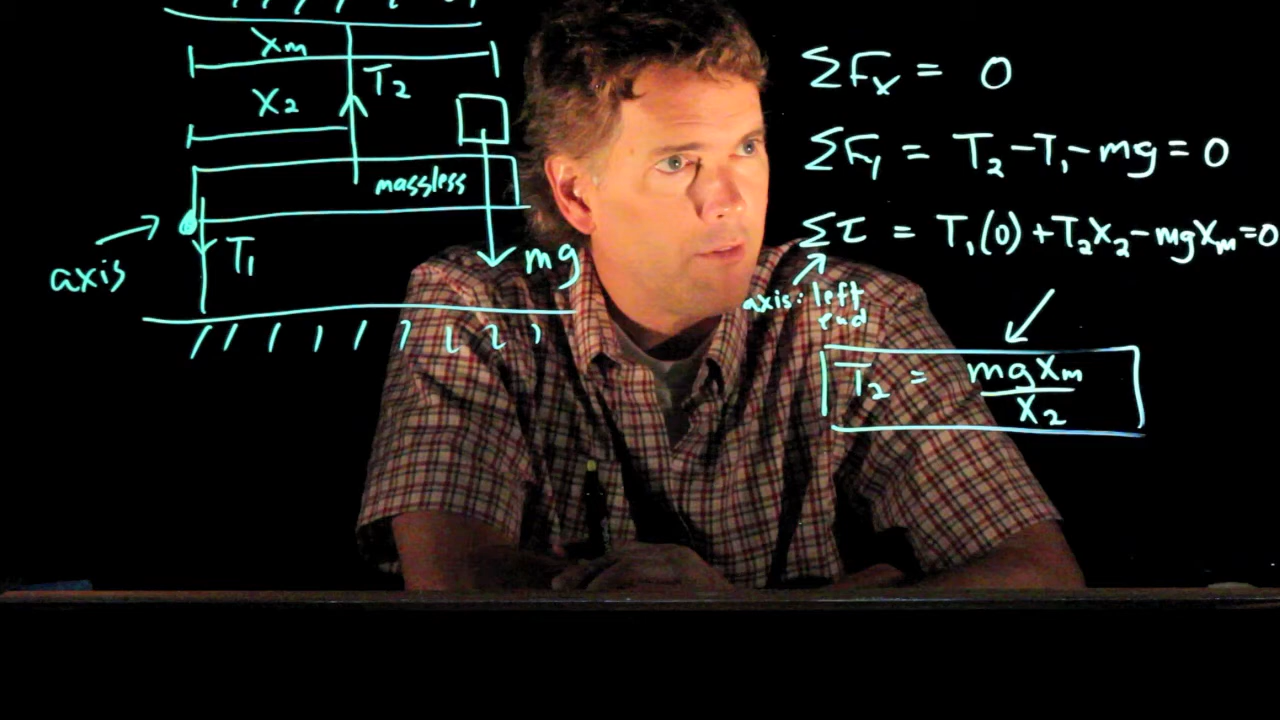 Xm
T2
X2
massless
T1
axis
mg
ΣFx = 0
ΣFy = T2 - T1 - mg = 0
Στ = T1(0) + T2X2 - mgXm = 0
axis: left
end
T2 = mgXm
X2